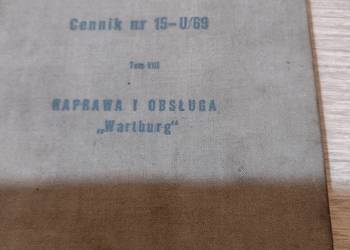 Cennik nr 15-U/69
Tom VIII
NAPRAWA I OBSŁUGA
„Wartburg"